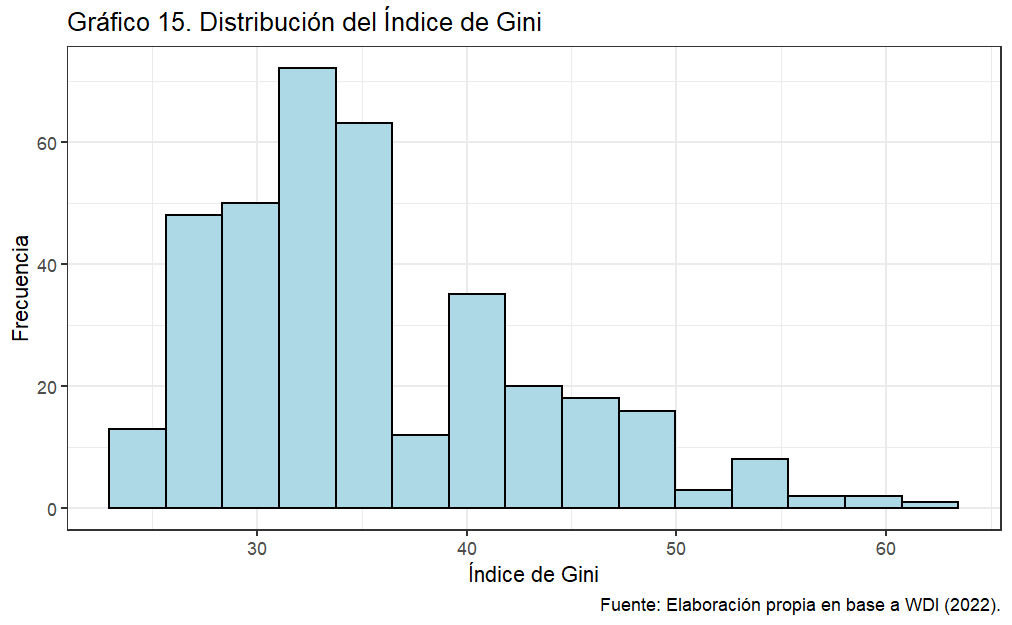 Gráfico 15. Distribución del Índice de Gini
Frecuencia
60
40
20
0
30
40
50
60
Índice de Gini
Fuente: Elaboración propia en base a WDI (2022).